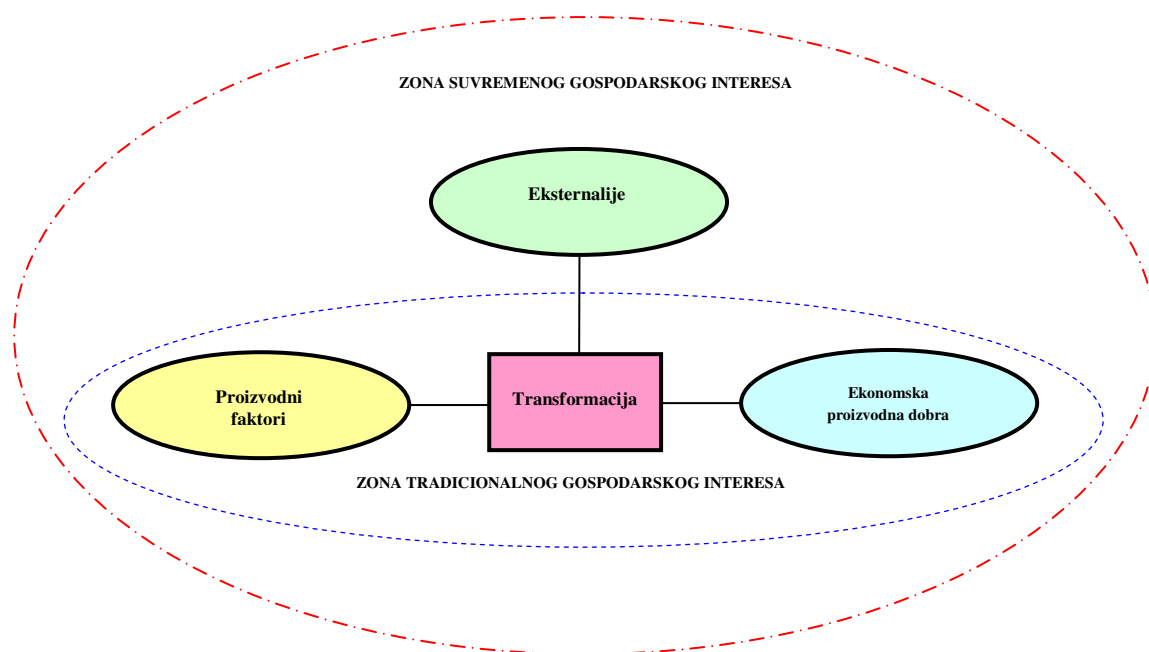 ZONA SUVREMENOG GOSPODARSKOG INTERESA
Eksternalije
Proizvodni
faktori
Transformacija
Ekonomska
proizvodna dobra
ZONA TRADICIONALNOG GOSPODARSKOG INTERESA